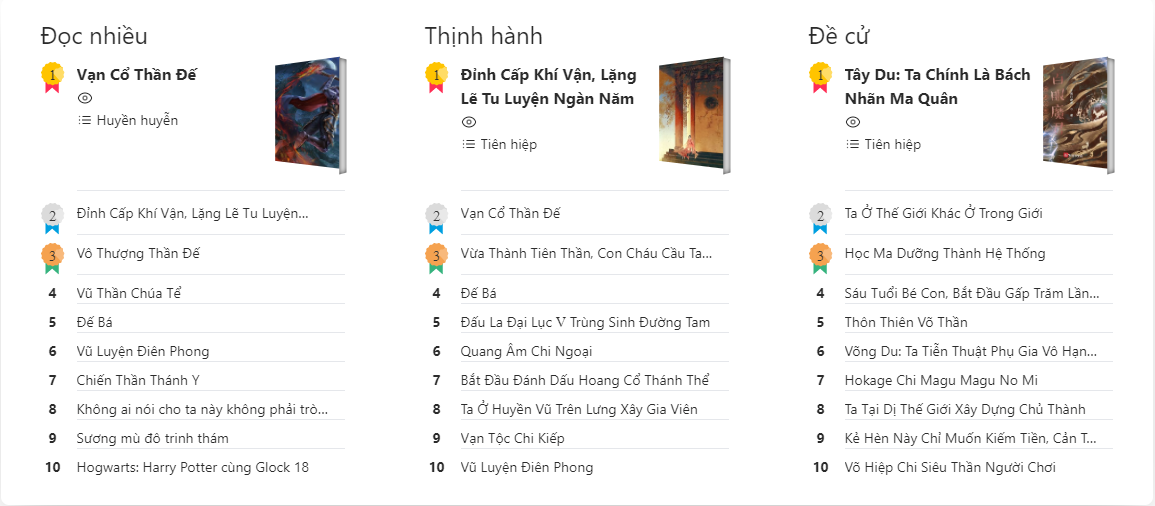 Đọc nhiều
1
Vạn Cổ Thần Đế
Huyền huyễn
2
Đỉnh Cấp Khí Vận, Lặng Lẽ Tu Luyện...
3
Vô Thượng Thần Đế
4 Vũ Thần Chúa Tể
5 Đế Bá
6 Vũ Luyện Điên Phong
7 Chiến Thần Thánh Y
8 Không ai nói cho ta này không phải trò...
9 Sương mù đô trinh thám
10 Hogwarts: Harry Potter cùng Glock 18
Thịnh hành
1
Đỉnh Cấp Khí Vận, Lặng
Lẽ Tu Luyện Ngàn Năm
Tiên hiệp
2
Vạn Cổ Thần Đế
3
Vừa Thành Tiên Thần, Con Cháu Cầu Ta...
4 Đế Bá
5 Đấu La Đại Lục V Trùng Sinh Đường Tam
6 Quang Âm Chi Ngoại
7 Bắt Đầu Đánh Dấu Hoang Cổ Thánh Thể
8 Ta Ở Huyền Vũ Trên Lưng Xây Gia Viên
9 Vạn Tộc Chi Kiếp
10 Vũ Luyện Điên Phong
Đề cử
1
Tây Du: Ta Chính Là Bách
Nhãn Ma Quân
Tiên hiệp
2
Ta Ở Thế Giới Khác Ở Trong Giới
3
Học Ma Dưỡng Thành Hệ Thống
4 Sáu Tuổi Bé Con, Bắt Đầu Gấp Trăm Lần...
5 Thôn Thiên Võ Thần
6 Võng Du: Ta Tiễn Thuật Phụ Gia Vô Hạn...
7 Hokage Chi Magu Magu No Mi
8 Ta Tại Dị Thế Giới Xây Dựng Chủ Thành
9 Kẻ Hèn Này Chỉ Muốn Kiếm Tiền, Cản T...
10 Võ Hiệp Chi Siêu Thần Người Chơi